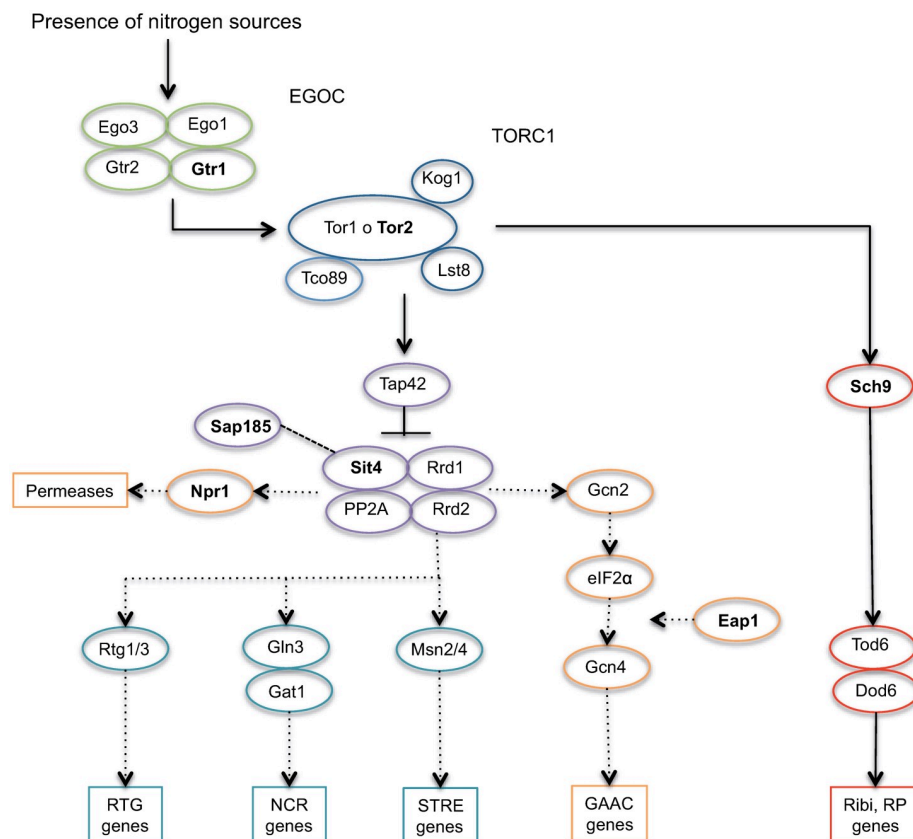 Presence of nitrogen sources
EGOC
Ego3
Ego1
TORC1
Gtr2
Gtr1
Kog1
Tor1 o Tor2
Tco89
Lst8
Tap42
Sch9
Sap185
Sit4
Rrd1
Permeases
Npr1
PP2A
Rrd2
Gcn2
eIF2α
Eap1
Rtg1/3
Gln3
Msn2/4
Gcn4
Tod6
Gat1
Dod6
RTG
genes
NCR
genes
STRE
genes
GAAC
genes
Ribi, RP
genes